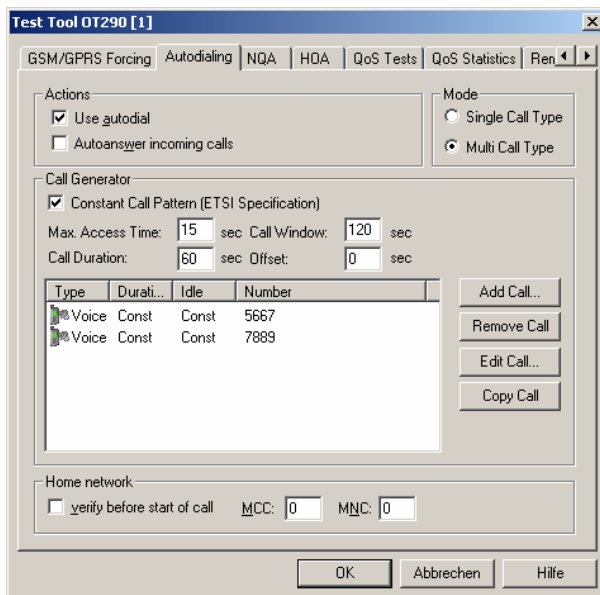 Test Tool OT290 [1]
GSM/GPRS Forcing Autodialing NQA HOA QoS Tests QoS Statistics Ren
Actions
Use autodial
Autoanswer incoming calls
Mode
Single Call Type
Multi Call Type
Call Generator
Constant Call Pattern (ETSI Specification)
Max. Access Time: 15 sec Call Window: 120 sec
Call Duration: 60 sec Offset: 0 sec
Type Durati... Idle Number
Voice Const Const 5667
Voice Const Const 7889
Add Call...
Remove Call
Edit Call...
Copy Call
Home network
verify before start of call MCC: 0 MNC: 0
OK Abbrechen Hilfe